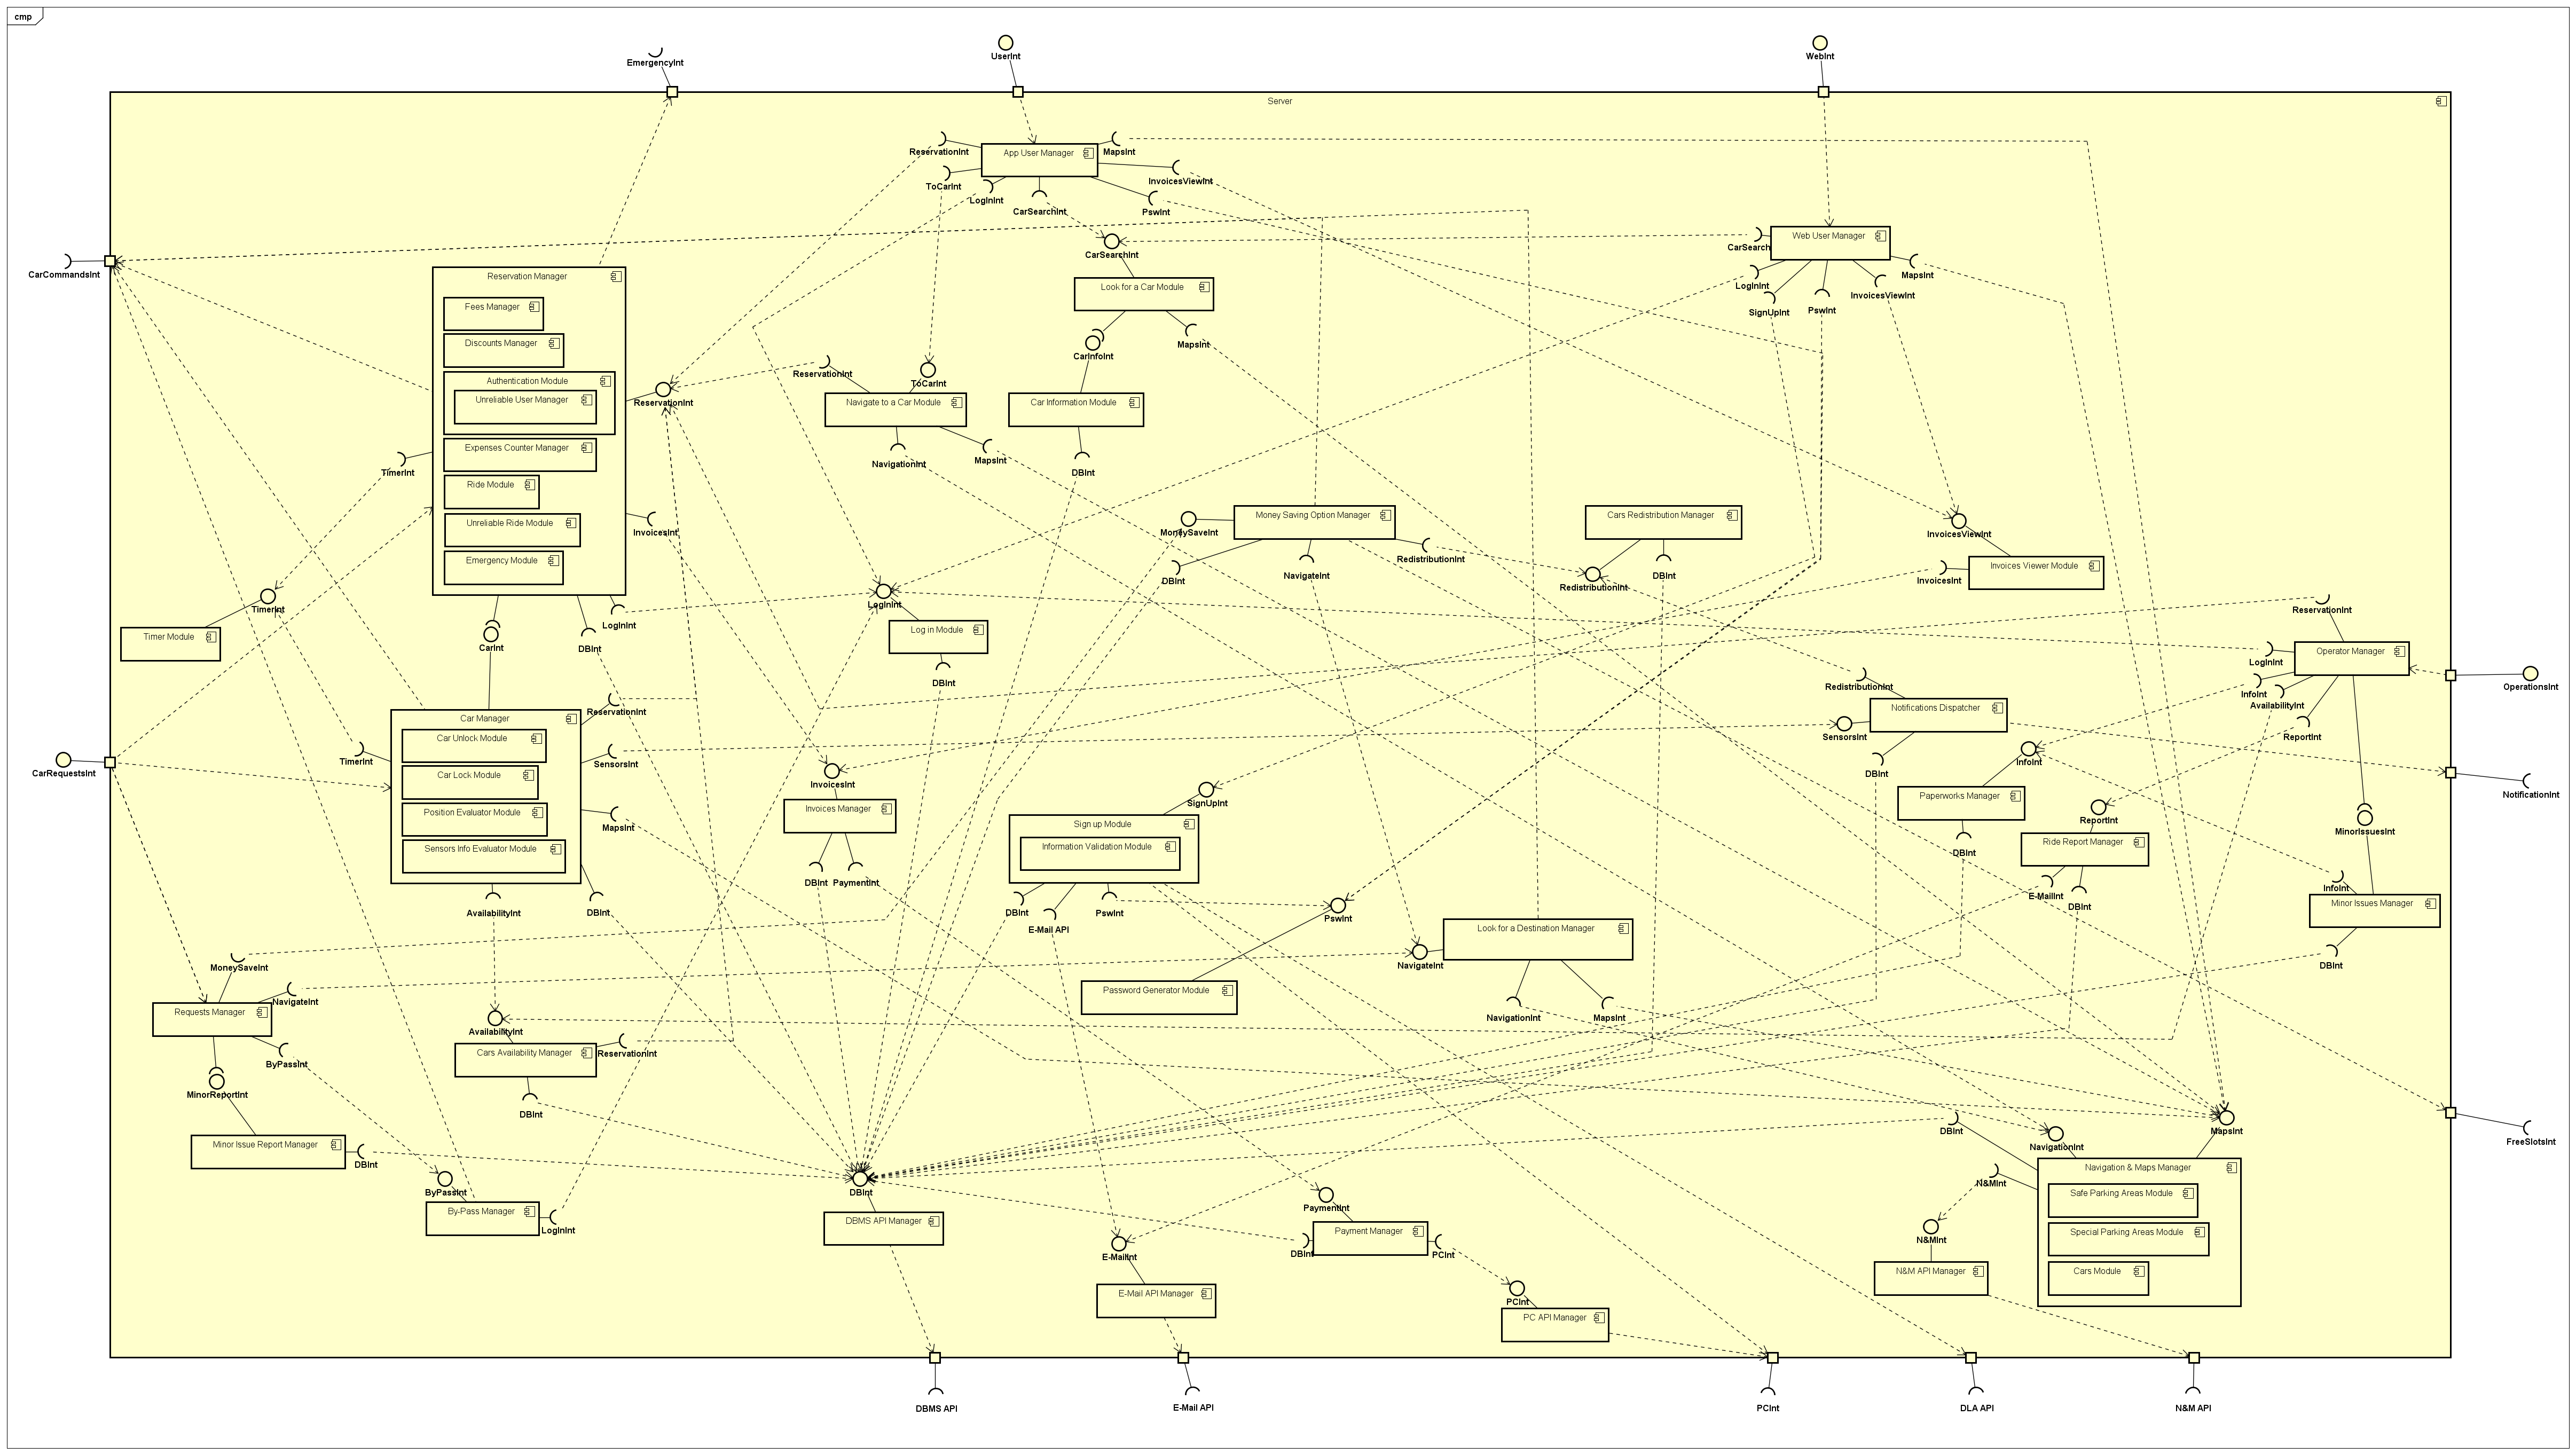 cmp
UserInt
WebInt
EmergencyInt
Server
ReservationInt
App User Manager
MapsInt
ToCarInt
InvoicesViewInt
LogInInt
CarSearchInt
PswInt
CarSearch
Web User Manager
CarSearchInt
MapsInt
CarCommandsInt
Reservation Manager
Look for a Car Module
LogInInt
InvoicesViewInt
SignUpInt
PswInt
Fees Manager
Discounts Manager
CarInfoInt
MapsInt
Authentication Module
ReservationInt
ToCarInt
Unreliable User Manager
ReservationInt
Navigate to a Car Module
Car Information Module
Expenses Counter Manager
TimerInt
NavigationInt
MapsInt
DBInt
Ride Module
Unreliable Ride Module
InvoicesInt
MoneySaveInt
Money Saving Option Manager
Cars Redistribution Manager
InvoicesViewInt
Emergency Module
DBInt
NavigateInt
RedistributionInt
RedistributionInt
DBInt
InvoicesInt
Invoices Viewer Module
TimerInt
LogInInt
LogInInt
ReservationInt
Timer Module
CarInt
DBInt
Log in Module
LogInInt
Operator Manager
DBInt
RedistributionInt
InfoInt
AvailabilityInt
OperationsInt
ReservationInt
Car Manager
Notifications Dispatcher
SensorsInt
ReportInt
Car Unlock Module
TimerInt
SensorsInt
InfoInt
CarRequestsInt
Car Lock Module
InvoicesInt
DBInt
NotificationInt
Position Evaluator Module
MapsInt
Invoices Manager
SignUpInt
Paperworks Manager
ReportInt
MinorIssuesInt
Sensors Info Evaluator Module
Sign up Module
Information Validation Module
Ride Report Manager
DBInt
DBInt
PaymentInt
InfoInt
E-MailInt
DBInt
AvailabilityInt
DBInt
DBInt
PswInt
PswInt
Minor Issues Manager
E-Mail API
Look for a Destination Manager
MoneySaveInt
NavigateInt
DBInt
NavigateInt
Password Generator Module
Requests Manager
NavigationInt
MapsInt
AvailabilityInt
Cars Availability Manager
ReservationInt
ByPassInt
MinorReportInt
DBInt
DBInt
MapsInt
Minor Issue Report Manager
DBInt
NavigationInt
FreeSlotsInt
Navigation & Maps Manager
N&MInt
ByPassInt
DBInt
Safe Parking Areas Module
By-Pass Manager
LogInInt
DBMS API Manager
PaymentInt
Payment Manager
Special Parking Areas Module
N&MInt
E-MailInt
DBInt
PCInt
N&M API Manager
Cars Module
E-Mail API Manager
PCInt
PC API Manager
DBMS API
E-Mail API
PCInt
DLA API
N&M API